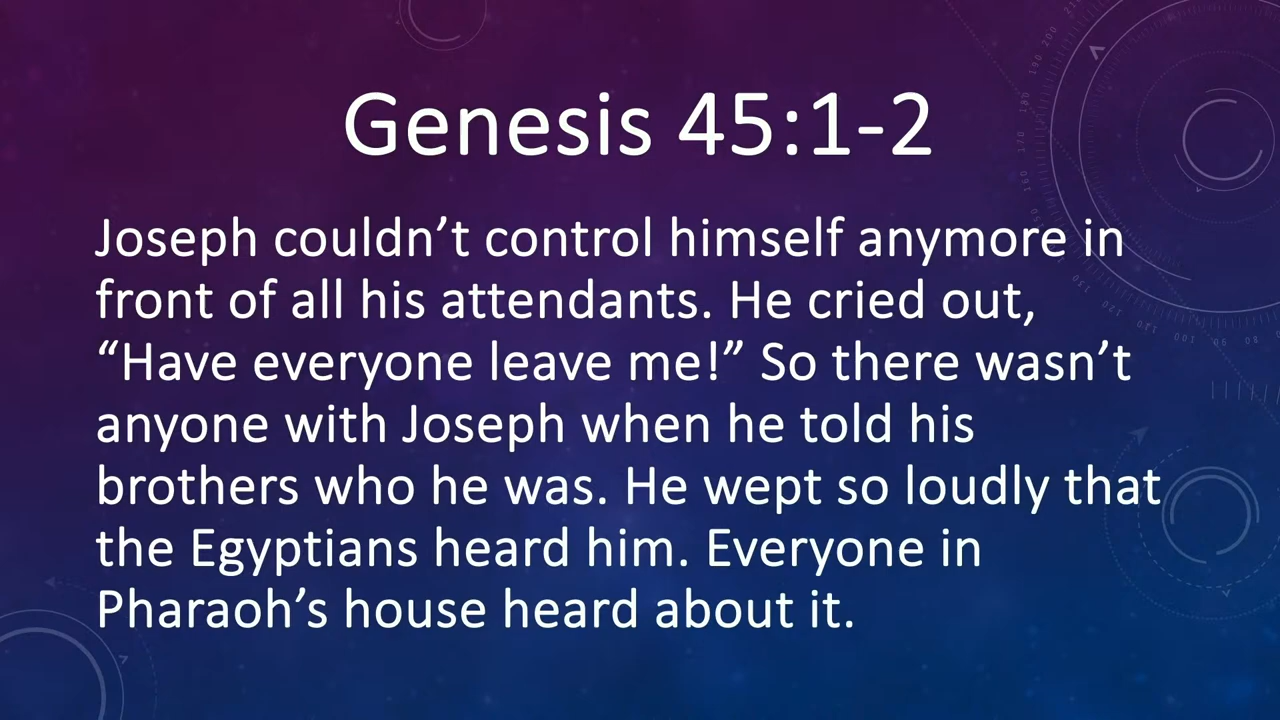 Genesis 45:1-2
Joseph couldn’t control himself anymore in
front of all his attendants. He cried out,
“Have everyone leave me!” So there wasn’t
anyone with Joseph when he told his
brothers who he was. He wept so loudly that
the Egyptians heard him. Everyone in
Pharaoh’s house heard about it.